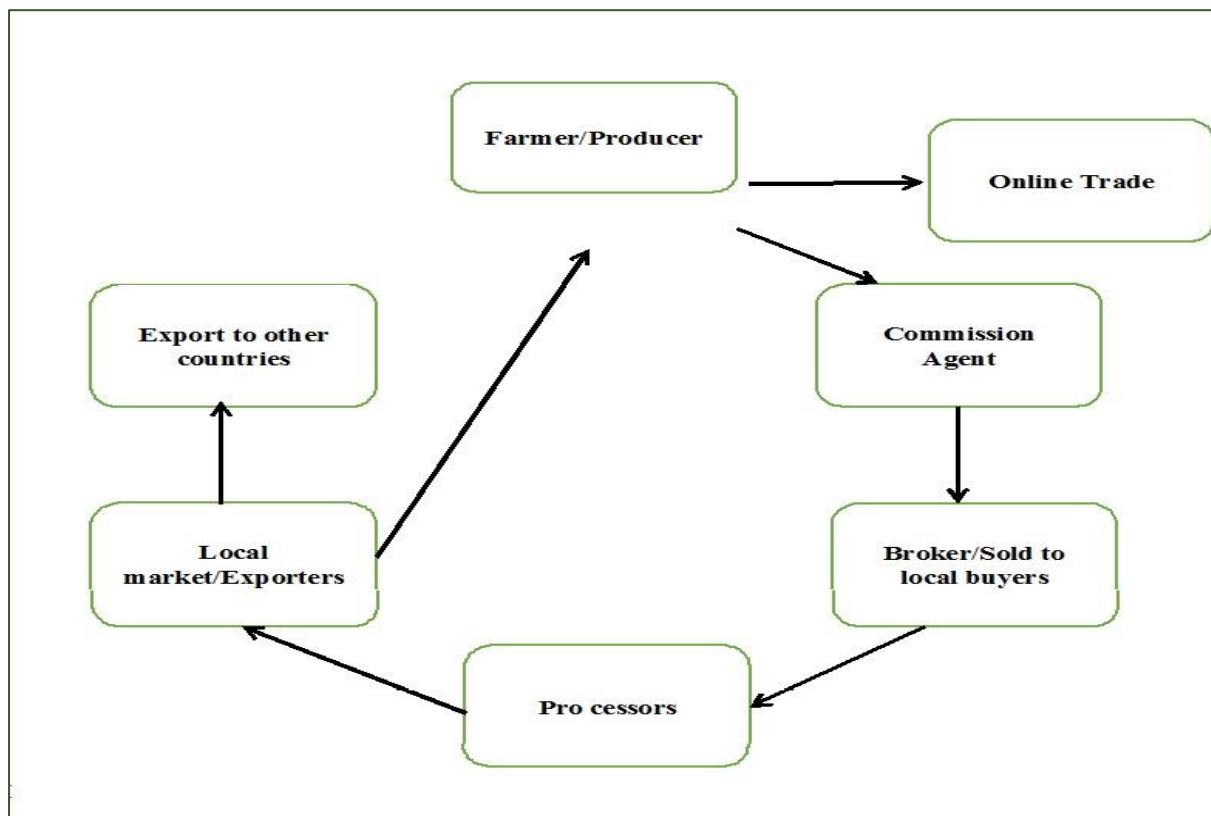 Farmer/Producer
Online Trade
Commission
Agent
Export to other
countries
Local
market/Exporters
Broker/Sold to
local buyers
Pro cessors